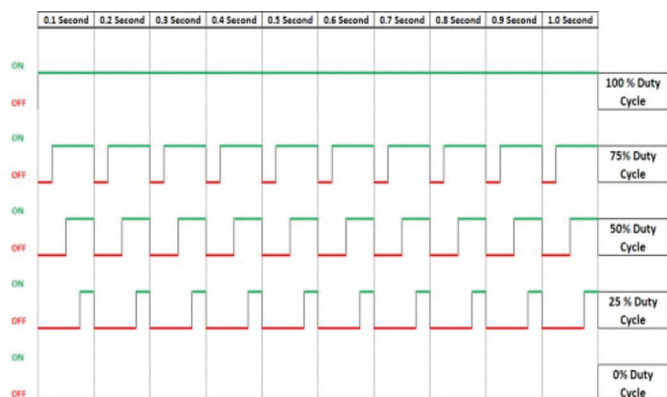 0.1 Second 0.2 Second 0.3 Second 0.4 Second 0.5 Second 0.6 Second 0.7 Second 0.8 Second 0.9 Second 1.0 Second
ON
OFF
100 % Duty
Cycle
ON
OFF
75% Duty
Cycle
ON
OFF
50% Duty
Cycle
ON
OFF
25 % Duty
Cycle
ON
OFF
0% Duty
Cycle